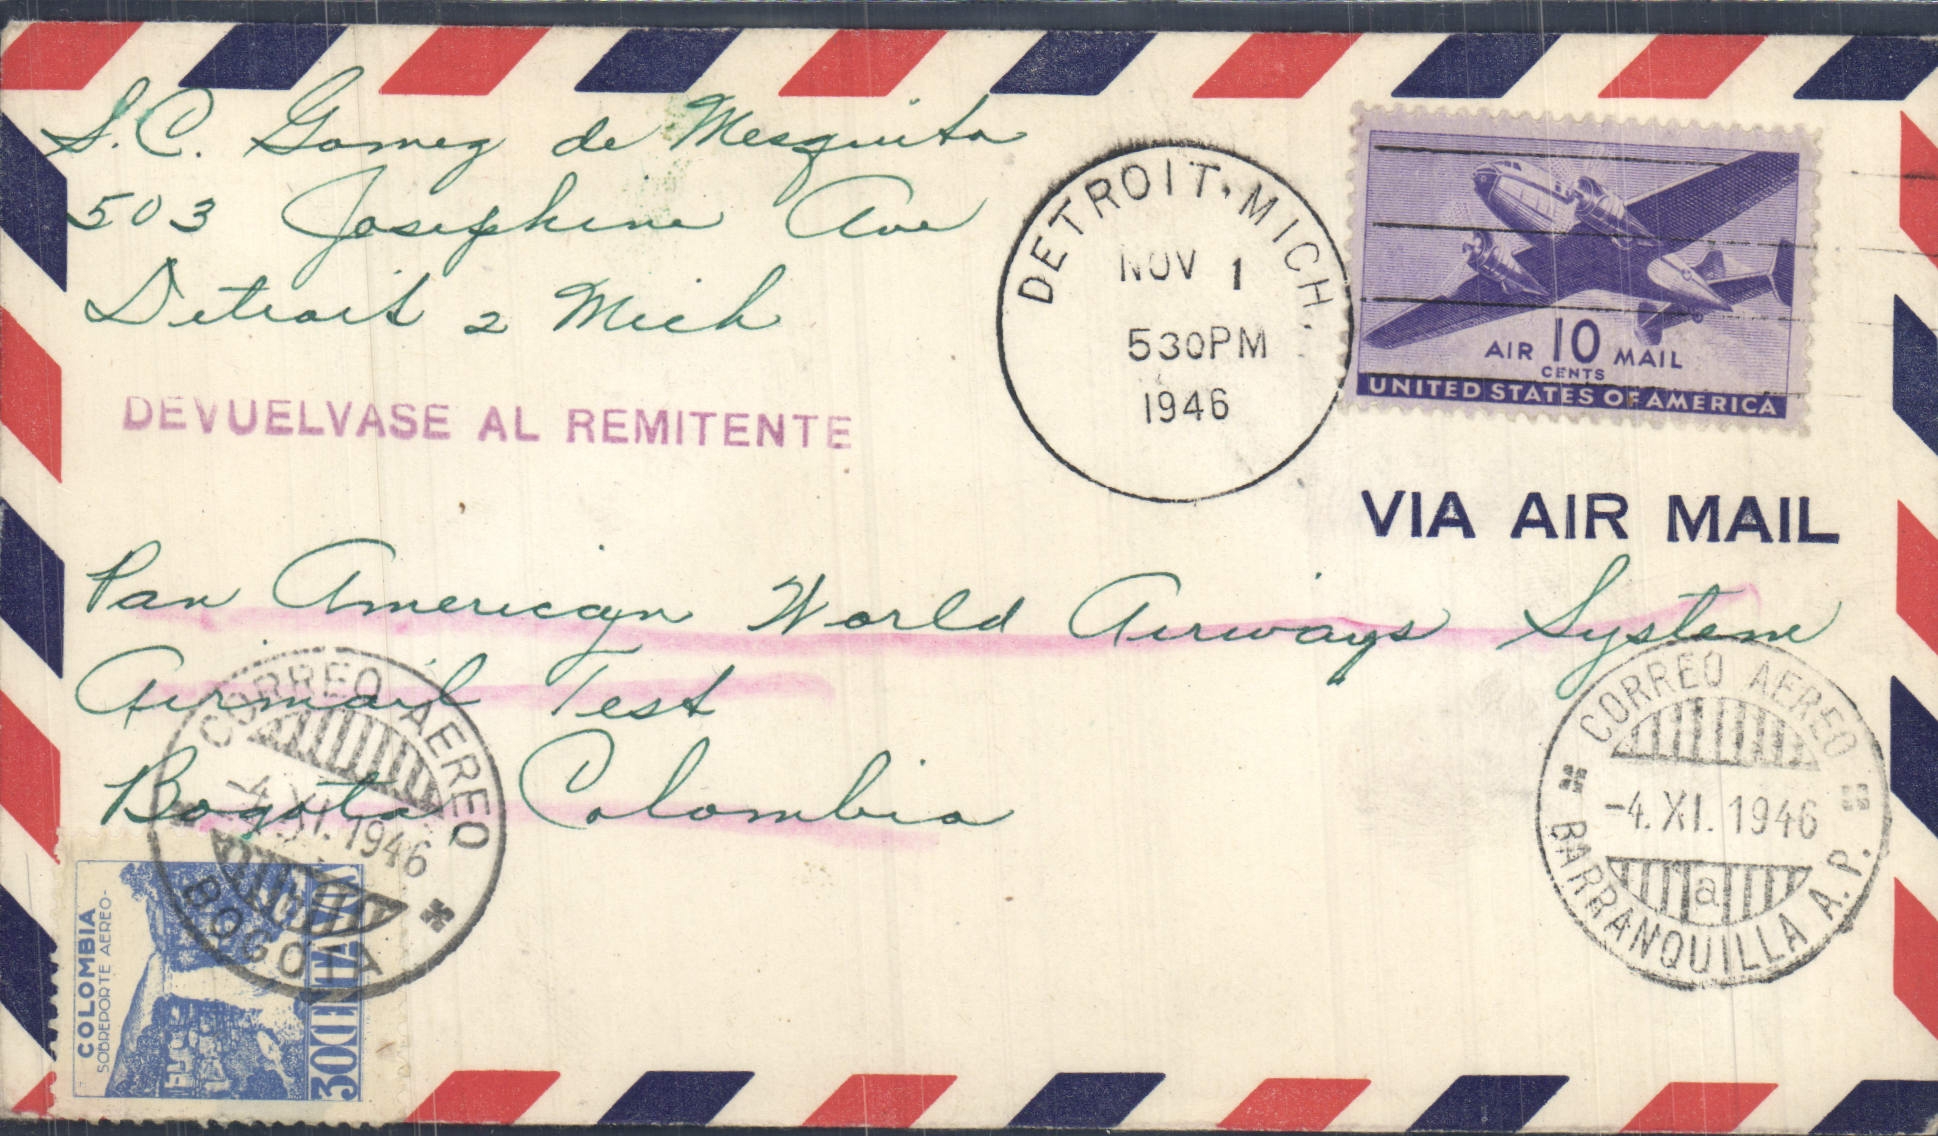 S.C. Gomez de Mesquita
503 Josephine Ave
Detroit 2 Mich
DETROIT, MICH.
NOV 1
530PM
1946
AIR 10 MAIL
CENTS
UNITED STATES OF AMERICA
DEVUELVASE AL REMITENTE
VIA AIR MAIL
Pan American World Airways System
Airmail Test
Bogota Colombia
CORREO AEREO
-4. XI. 1946
BOGOTA
CORREO AEREO
-4. XI. 1946
a
BARRANQUILLA A.P.
COLOMBIA
SOBREPORTE AEREO
30C